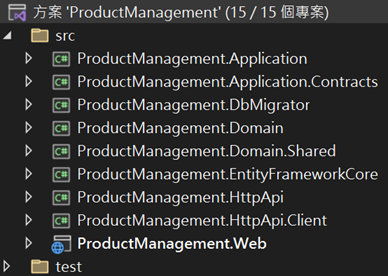 方案 'ProductManagement' (15 / 15 個專案)
src
ProductManagement.Application
ProductManagement.Application.Contracts
ProductManagement.DbMigrator
ProductManagement.Domain
ProductManagement.Domain.Shared
ProductManagement.EntityFrameworkCore
ProductManagement.HttpApi
ProductManagement.HttpApi.Client
ProductManagement.Web
test